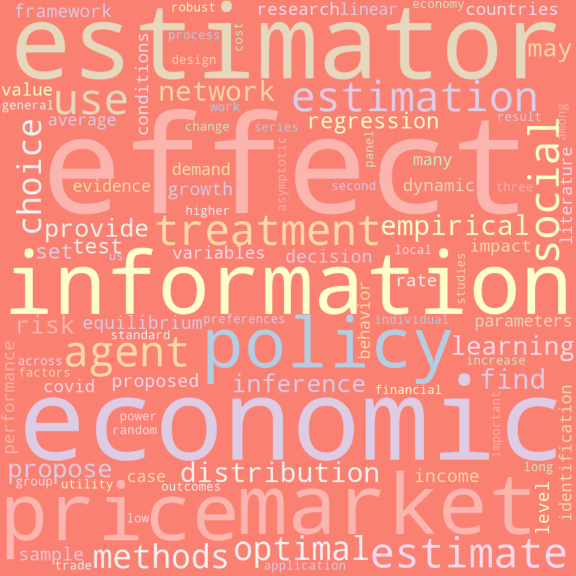 framework
robust
research
linear
economy
countries
estimator
process
cost
may
design
conditions
value
use
network
estimation
general
work
average
change
series
regression
result
among
choice
effect
asymptotic
panel
social
literature
demand
many
evidence
growth
dynamic
second
three
higher
provide
treatment
empirical
set
test
us
variables
decision
local
impact
rate
studies
information
risk
equilibrium
preferences
behavior
individual
parameters
standard
policy
agent
learning
performance
across
factors
increase
covid
proposed
inference
financial
find
economic
power
random
important
identification
propose
case
distribution
income
long
group
utility
outcomes
level
price
low
market
sample
trade
methods
optimal
application
estimate